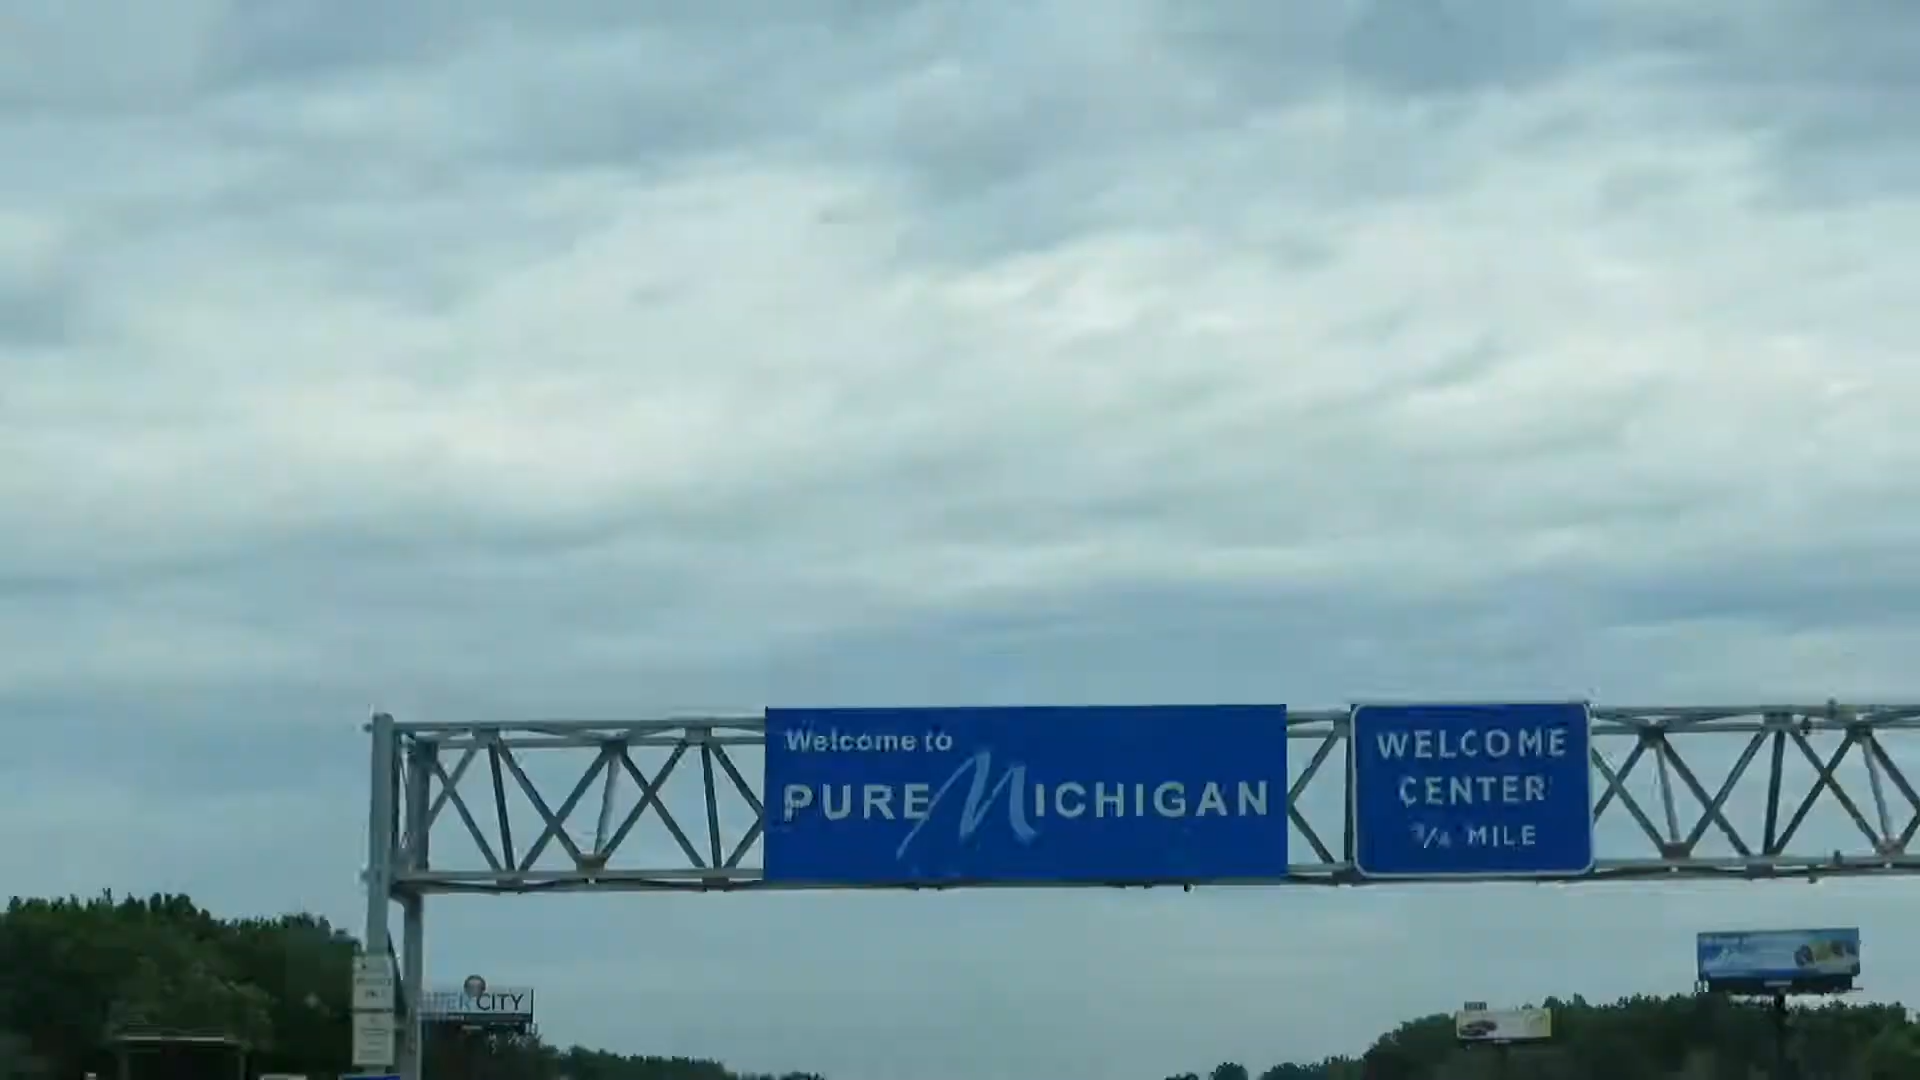 Welcome to
PURE MICHIGAN
WELCOME
CENTER
3/4 MILE
CITY